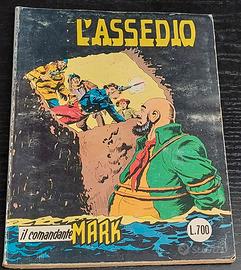 L'ASSEDIO
il comandante
MARK
L.700